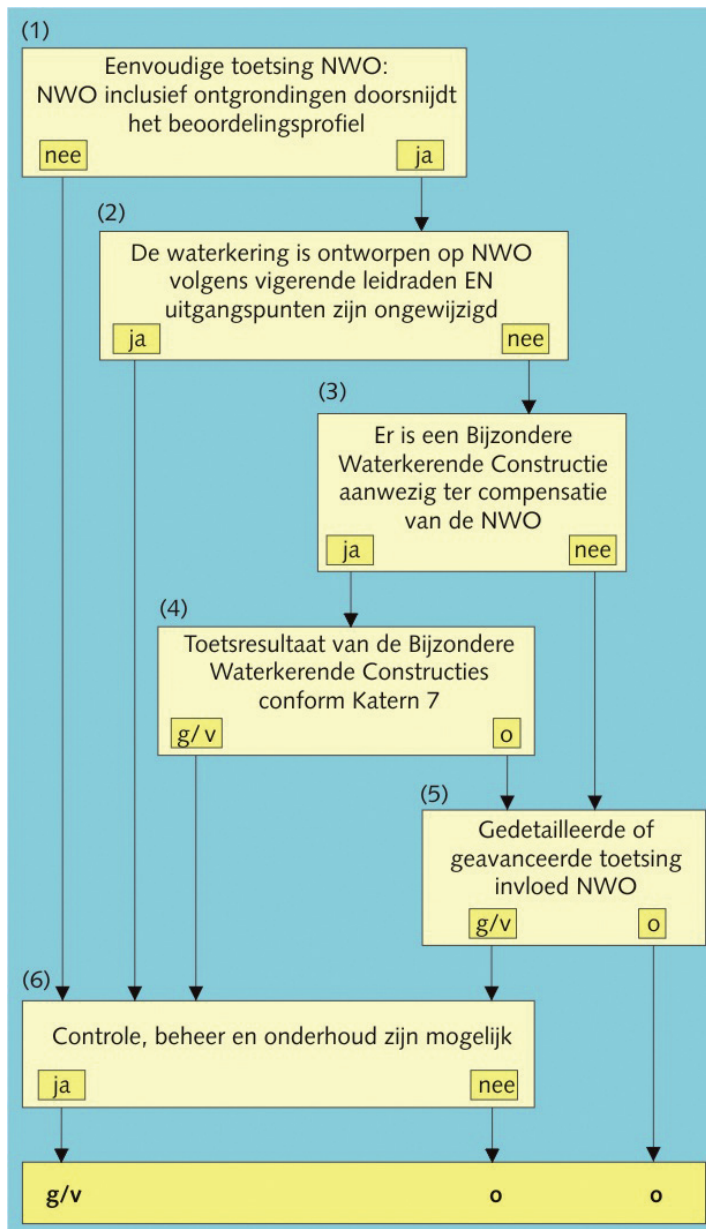 (1)
Eenvoudige toetsing NWO:
NWO inclusief ontgrondingen doorsnijdt
het beoordelingsprofiel
nee ja
(2)
De waterkering is ontworpen op NWO
volgens vigerende leidraden EN
uitgangspunten zijn ongewijzigd
ja nee
(3)
Er is een Bijzondere
Waterkerende Constructie
aanwezig ter compensatie
van de NWO
ja nee
(4)
Toetsresultaat van de Bijzondere
Waterkerende Constructies
conform Katern 7
g/v o
(5)
Gedetailleerde of
geavanceerde toetsing
invloed NWO
g/v o
(6)
Controle, beheer en onderhoud zijn mogelijk
ja nee
g/v o o